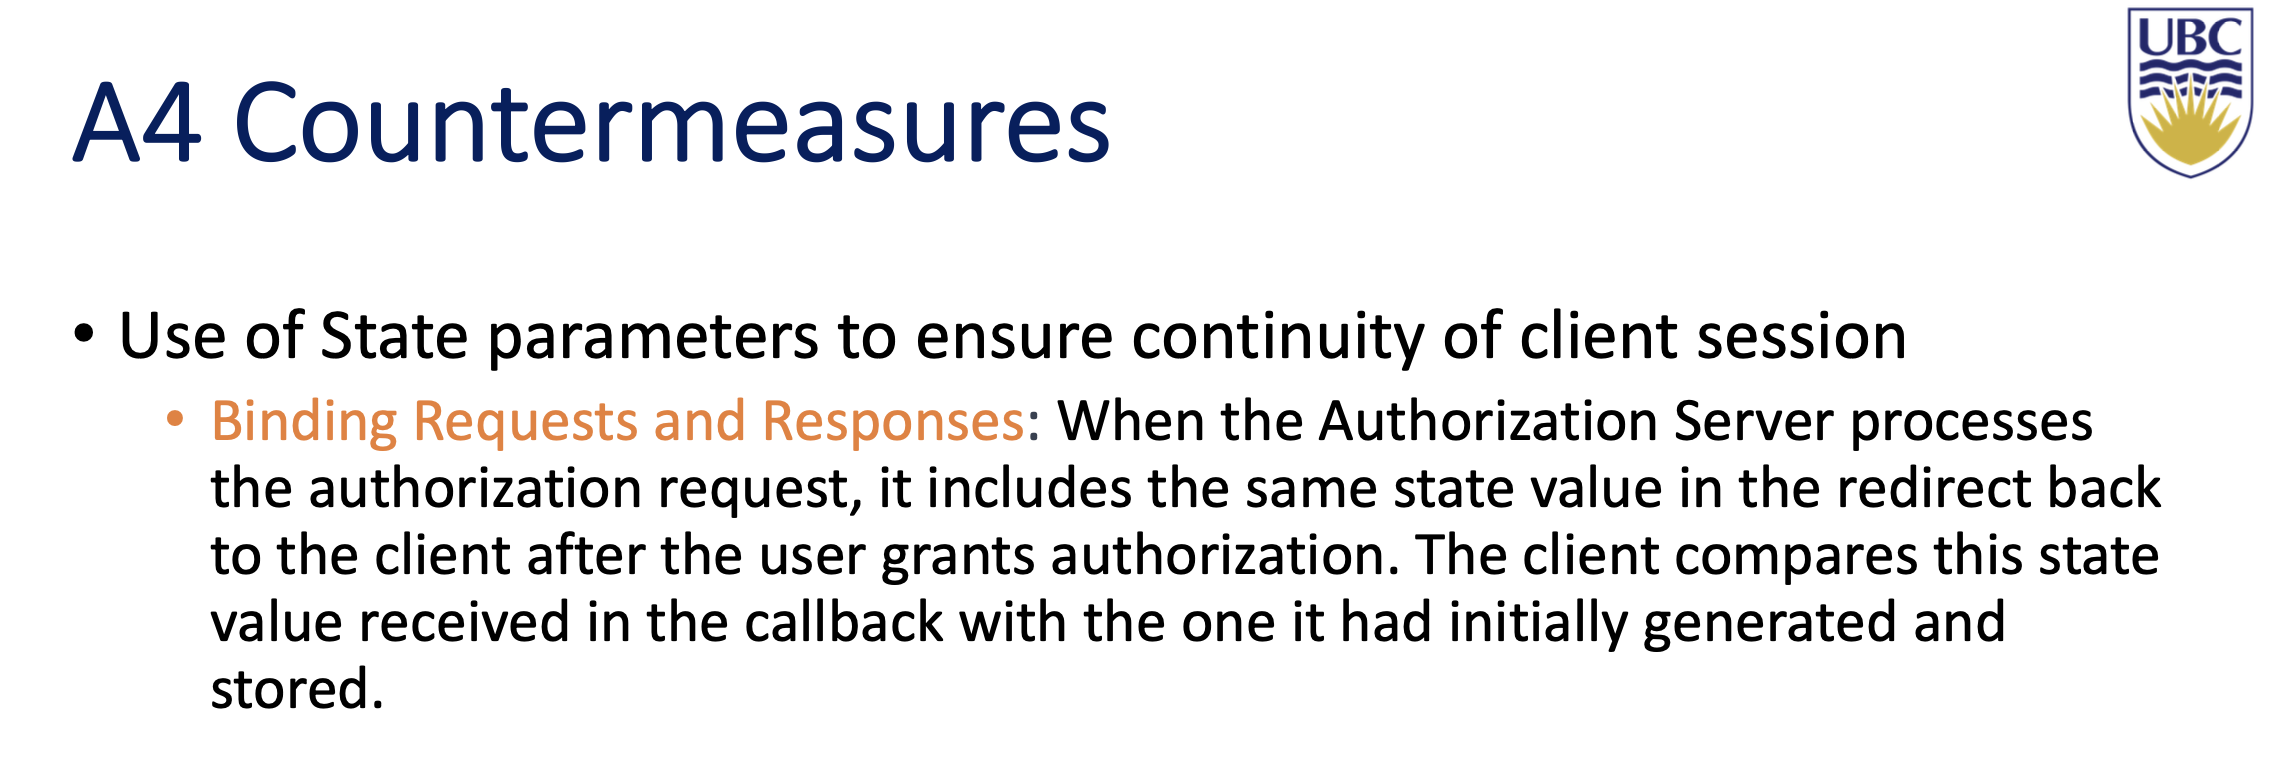 UBC
A4 Countermeasures
• Use of State parameters to ensure continuity of client session
• Binding Requests and Responses: When the Authorization Server processes
the authorization request, it includes the same state value in the redirect back
to the client after the user grants authorization. The client compares this state
value received in the callback with the one it had initially generated and
stored.